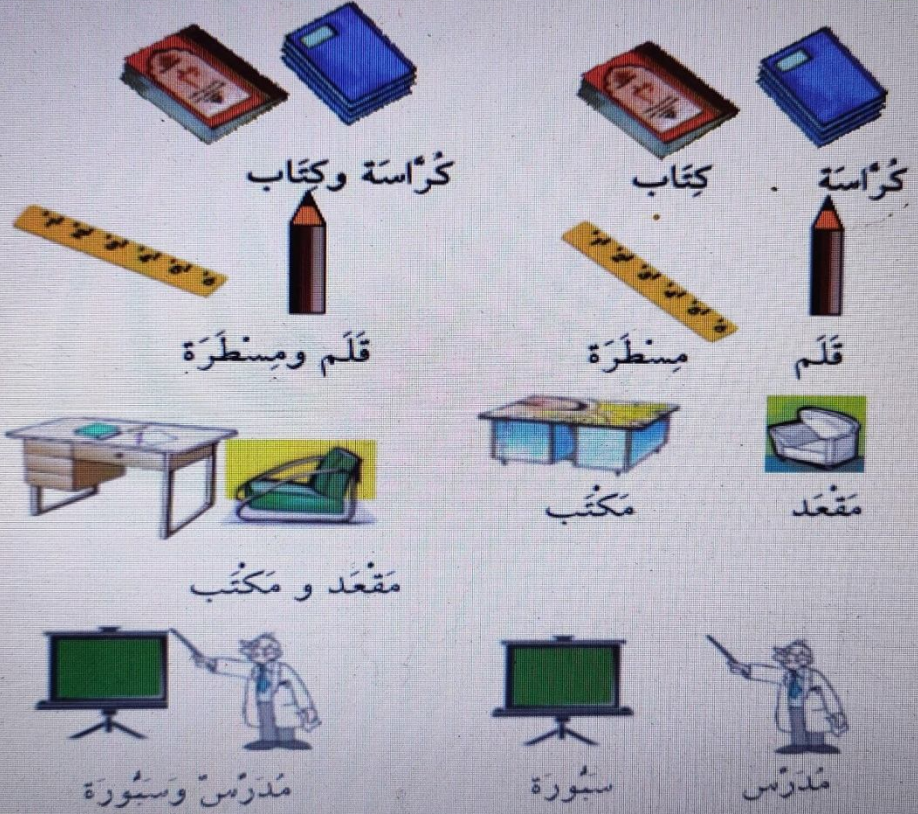 كُرَّاسَة كِتَاب كُرَّاسَة وكِتَاب
قَلَم مِسْطَرَة قَلَم ومِسْطَرَة
مَقْعَد مَكْتَب
مَقْعَد و مَكْتَب
مُدَرِّس سَبُّورَة مُدَرِّس وَسَبُّورَة